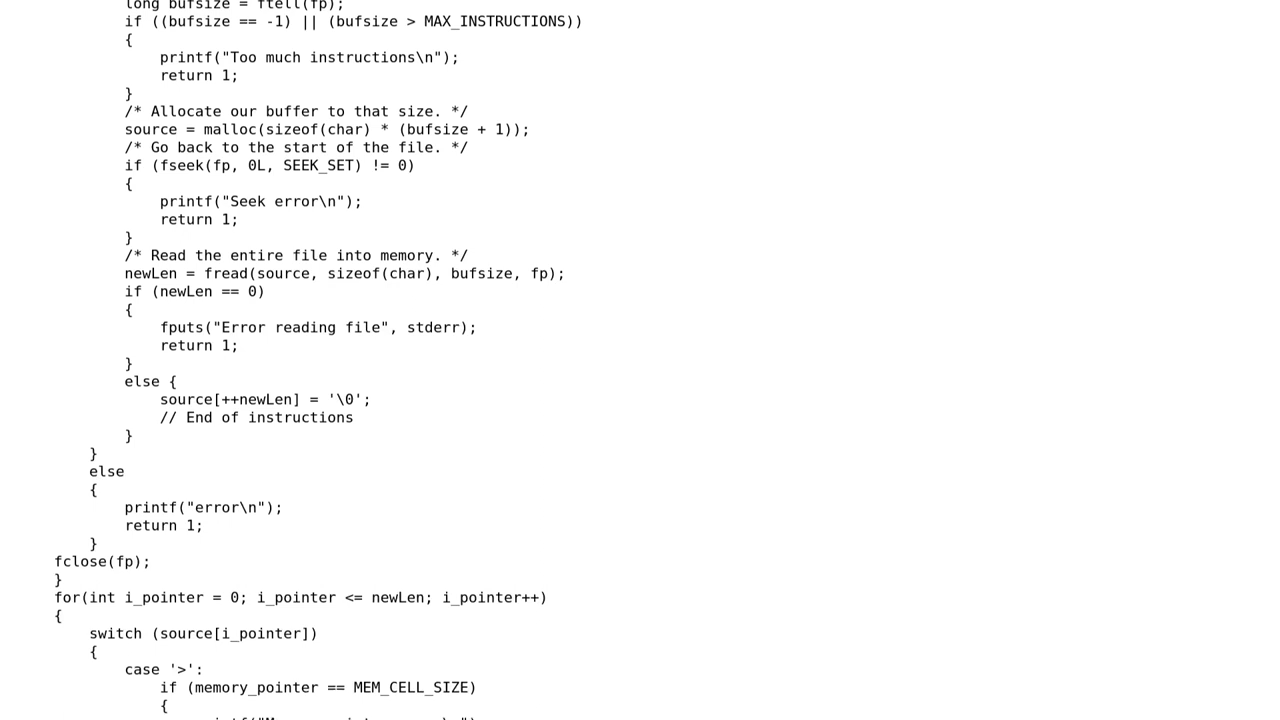 long bufsize = ftell(fp);
if ((bufsize == -1) || (bufsize > MAX_INSTRUCTIONS))
{
printf("Too much instructions\n");
return 1;
}
/* Allocate our buffer to that size. */
source = malloc(sizeof(char) * (bufsize + 1));
/* Go back to the start of the file. */
if (fseek(fp, 0L, SEEK_SET) != 0)
{
printf("Seek error\n");
return 1;
}
/* Read the entire file into memory. */
newLen = fread(source, sizeof(char), bufsize, fp);
if (newLen == 0)
{
fputs("Error reading file", stderr);
return 1;
}
else {
source[++newLen] = '\0';
// End of instructions
}
}
else
{
printf("error\n");
return 1;
}
fclose(fp);
}
for(int i_pointer = 0; i_pointer <= newLen; i_pointer++)
{
switch (source[i_pointer])
{
case '>':
if (memory_pointer == MEM_CELL_SIZE)
{